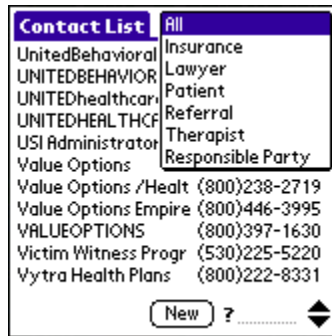 Contact List
All
Insurance
Lawyer
Patient
Referral
Therapist
Responsible Party
UnitedBehavioral
UNITEDBEHAVIOR
UNITEDhealthcar
UNITEDHEALTHCA
USI Administrator
Value Options
Value Options /Healt (800)238-2719
Value Options Empire (800)446-3995
VALUEOPTIONS (800)397-1630
Victim Witness Progr (530)225-5220
Vytra Health Plans (800)222-8331
New ?